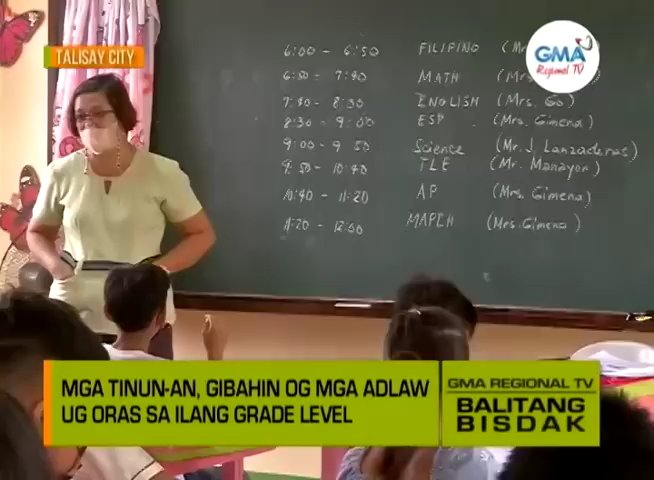 TALISAY CITY
GMA
Regional TV
6:00 - 6:50 FILIPINO
6:50 - 7:40 MATH
7:40 - 8:30 ENGLISH (Mrs. Go)
8:30 - 9:00 ESP (Mrs. Gimena)
9:00 - 9:50 Science (Mr. J. Lanzaderas)
9:50 - 10:40 TLE (Mr. Manayon)
10:40 - 11:20 AP (Mrs. Gimena)
11:20 - 12:00 MAPEH (Mrs. Gimena)
MGA TINUN-AN, GIBAHIN OG MGA ADLAW
UG ORAS SA ILANG GRADE LEVEL
GMA REGIONAL TV
BALITANG
BISDAK